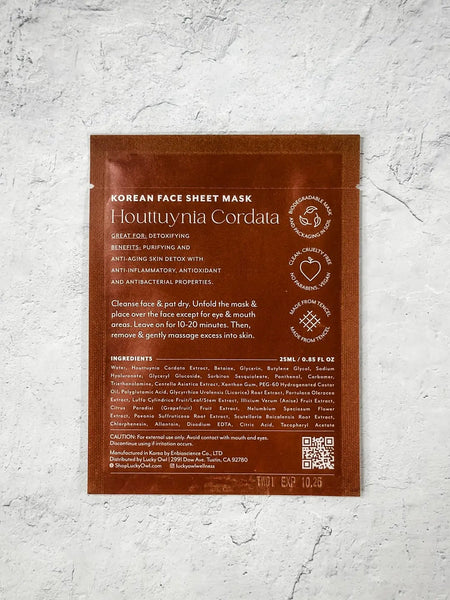 KOREAN FACE SHEET MASK
Houttuynia Cordata
GREAT FOR: DETOXIFYING
BENEFITS: PURIFYING AND
ANTI-AGING SKIN DETOX WITH
ANTI-INFLAMMATORY, ANTIOXIDANT
AND ANTIBACTERIAL PROPERTIES.
BIODEGRADABLE MASK
AND PACKAGING IN SOIL
CLEAN, CRUELTY FREE
NO PARABENS, VEGAN
MADE FROM TENCEL
MADE FROM TENCEL
Cleanse face & pat dry. Unfold the mask &
place over the face except for eye & mouth
areas. Leave on for 10-20 minutes. Then,
remove & gently massage excess into skin.
INGREDIENTS 25ML / 0.85 FL OZ
Water, Houttuynia Cordata Extract, Betaine, Glycerin, Butylene Glycol, Sodium
Hyaluronate, Glyceryl Glucoside, Sorbitan Sesquioleate, Panthenol, Carbomer,
Triethanolamine, Centella Asiatica Extract, Xanthan Gum, PEG-60 Hydrogenated Castor
Oil, Polyglutamic Acid, Glycyrrhiza Uralensis (Licorice) Root Extract, Portulaca Oleracea
Extract, Luffa Cylindrica Fruit/Leaf/Stem Extract, Illicium Verum (Anise) Fruit Extract,
Citrus Paradisi (Grapefruit) Fruit Extract, Nelumbium Speciosum Flower
Extract, Paeonia Suffruticosa Root Extract, Scutellaria Baicalensis Root Extract,
Chlorphenesin, Allantoin, Disodium EDTA, Citric Acid, Tocopheryl Acetate
CAUTION: For external use only. Avoid contact with mouth and eyes.
Discontinue using if irritation occurs.
Manufactured in Korea by Enbioscience Co., LTD
Distributed by Lucky Owl | 2991 Dow Ave. Tustin, CA 92780
ShopLuckyOwl.com luckyowlwellness
EXP 10.26